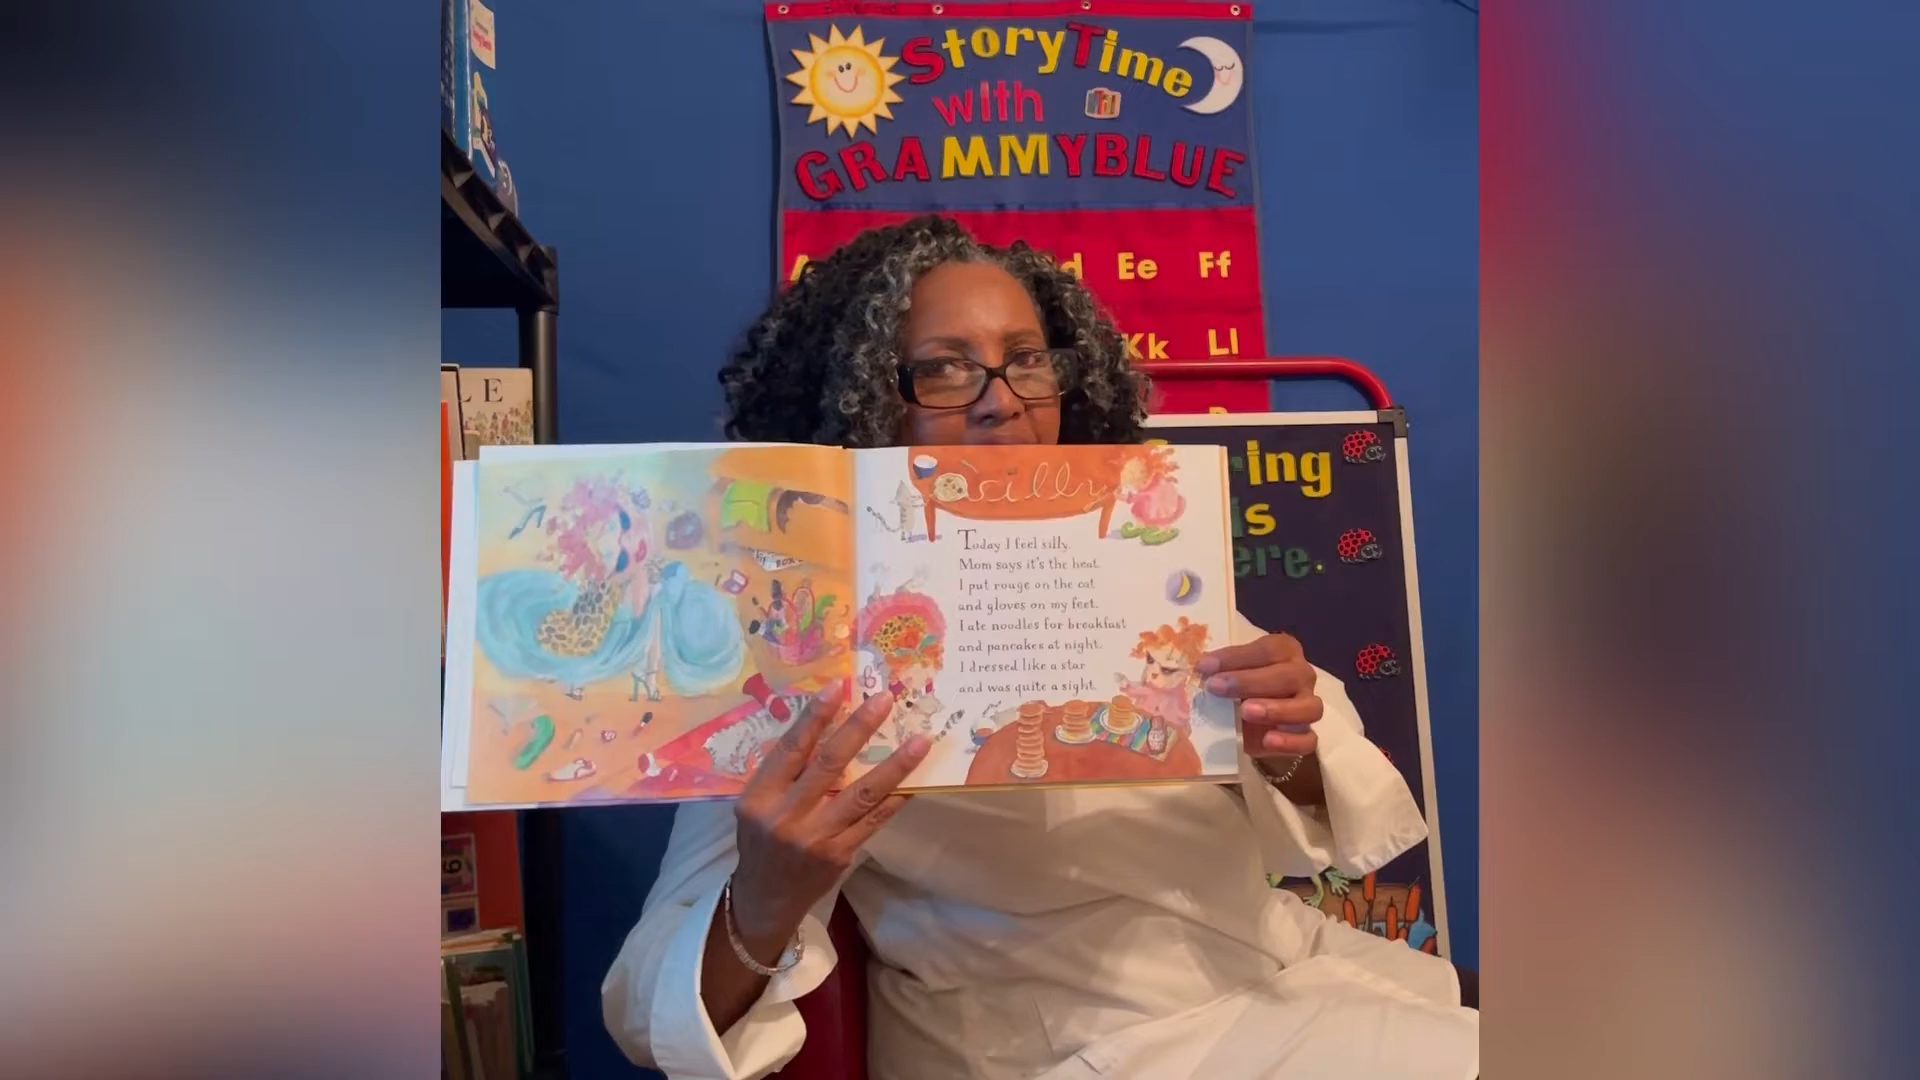 StoryTime
with
GRAMMYBLUE
d Ee Ff
Kk Ll
L E
ing
is
ere.
silly
Today I feel silly.
Mom says it's the heat.
I put rouge on the cat
and gloves on my feet.
I ate noodles for breakfast
and pancakes at night.
I dressed like a star
and was quite a sight.